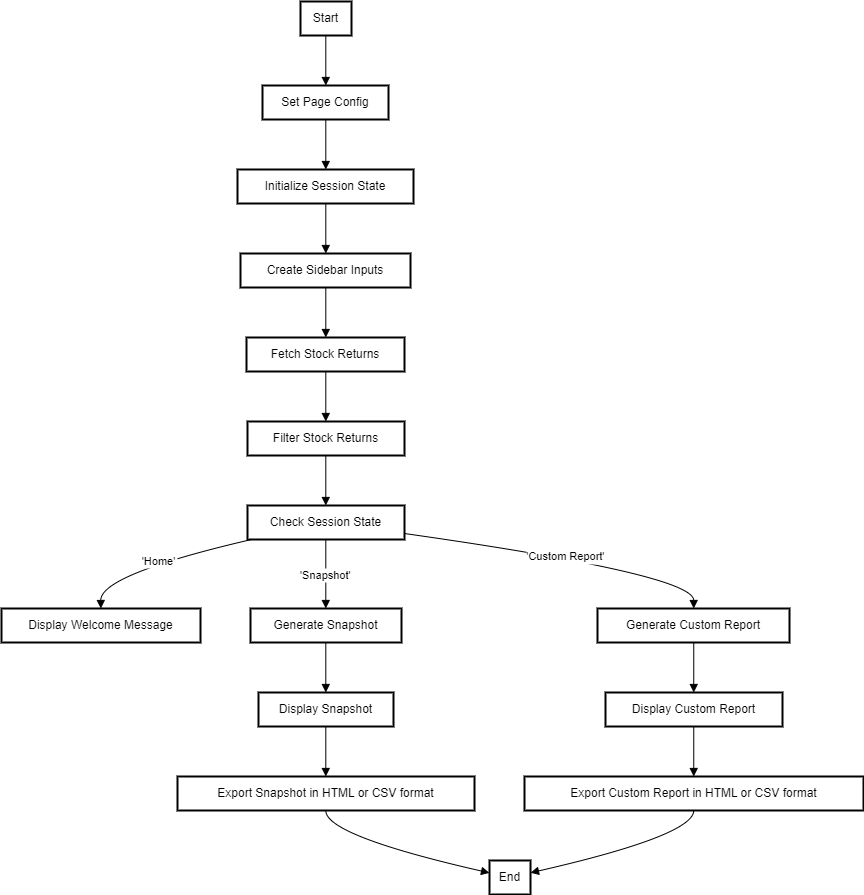 Start
Set Page Config
Initialize Session State
Create Sidebar Inputs
Fetch Stock Returns
Filter Stock Returns
Check Session State
'Home'
'Snapshot'
'Custom Report'
Display Welcome Message
Generate Snapshot
Generate Custom Report
Display Snapshot
Display Custom Report
Export Snapshot in HTML or CSV format
Export Custom Report in HTML or CSV format
End